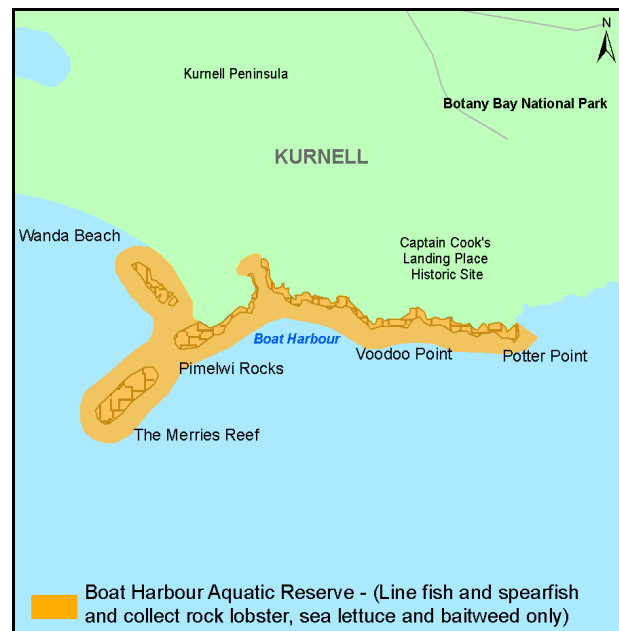 N
Kurnell Peninsula
Botany Bay National Park
KURNELL
Wanda Beach
Captain Cook's
Landing Place
Historic Site
Boat Harbour
Voodoo Point
Potter Point
Pimelwi Rocks
The Merries Reef
Boat Harbour Aquatic Reserve - (Line fish and spearfish
and collect rock lobster, sea lettuce and baitweed only)